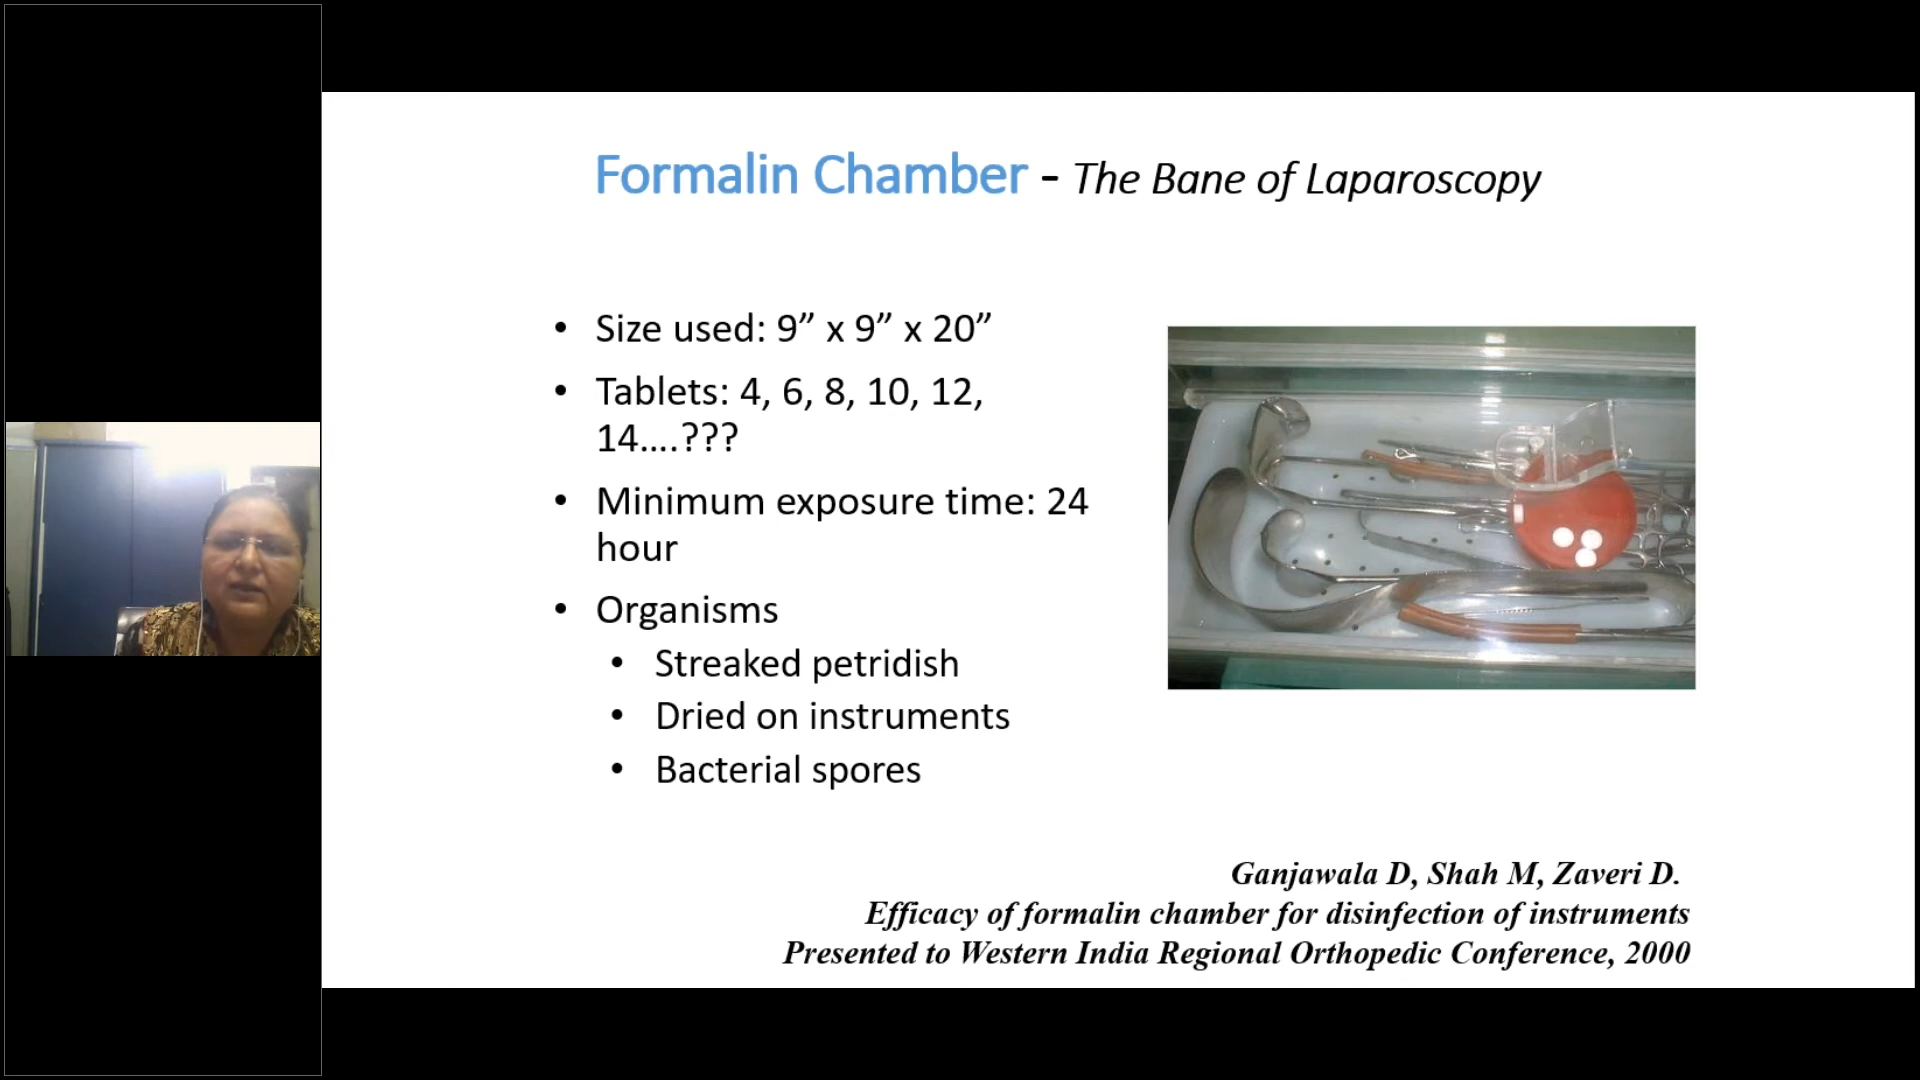 Formalin Chamber - The Bane of Laparoscopy
• Size used: 9” x 9” x 20”
• Tablets: 4, 6, 8, 10, 12,
14....???
• Minimum exposure time: 24
hour
• Organisms
• Streaked petridish
• Dried on instruments
• Bacterial spores
Ganjawala D, Shah M, Zaveri D.
Efficacy of formalin chamber for disinfection of instruments
Presented to Western India Regional Orthopedic Conference, 2000